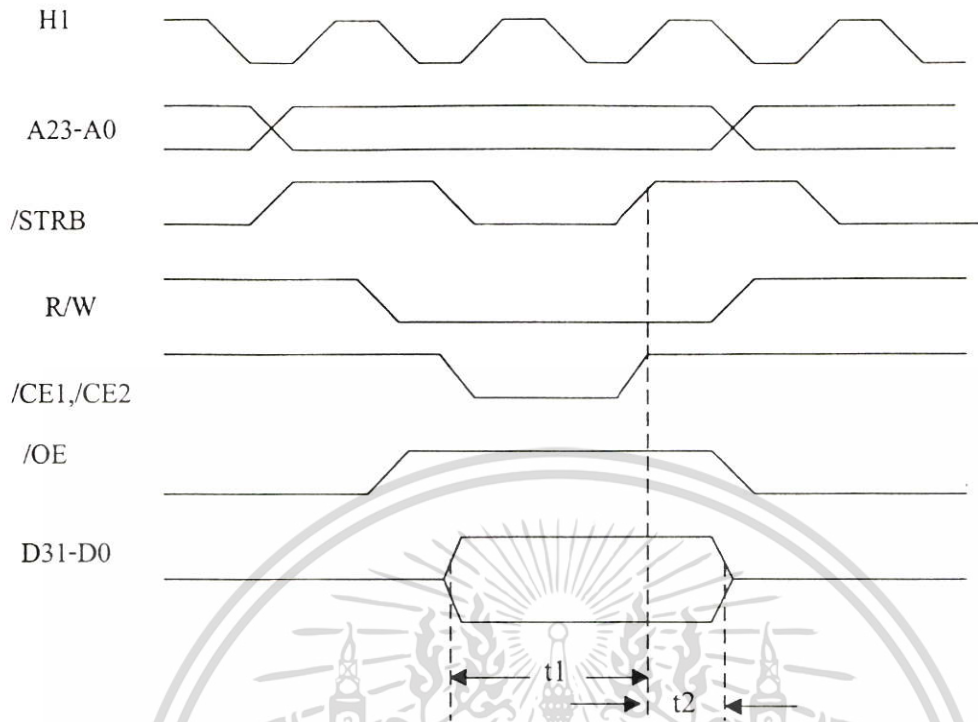 H1
A23-A0
/STRB
R/W
/CE1,/CE2
/OE
D31-D0
t1
t2